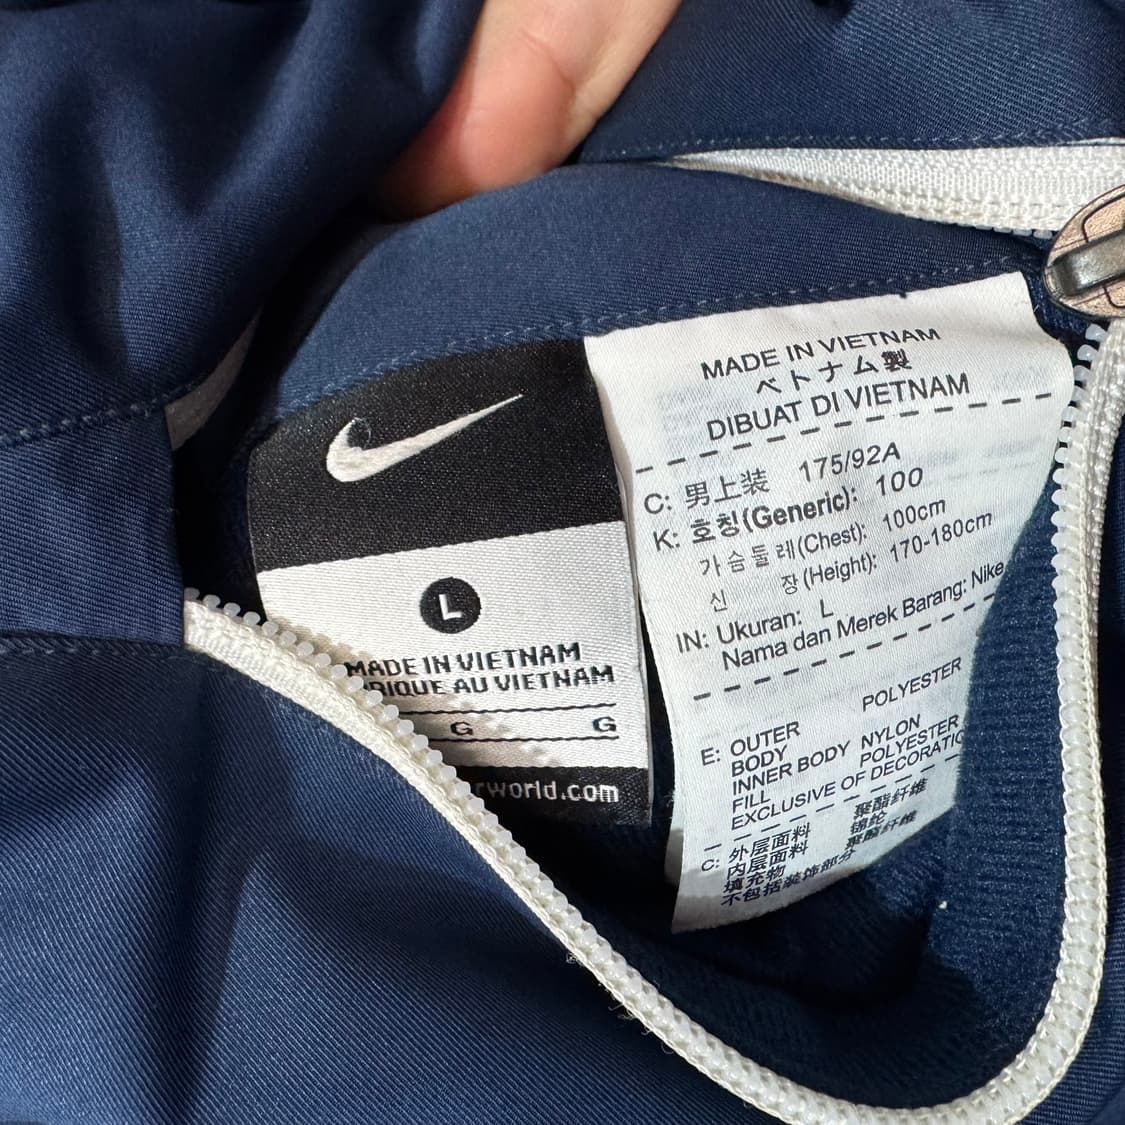 L
MADE IN VIETNAM
RIQUE AU VIETNAM
G G
rworld.com
MADE IN VIETNAM
ベトナム製
DIBUAT DI VIETNAM
C: 男上装 175/92A
K: 호칭(Generic): 100
가슴둘레(Chest): 100cm
신 장(Height): 170-180cm
IN: Ukuran: L
Nama dan Merek Barang: Nike
E: OUTER POLYESTER
BODY
INNER BODY NYLON
FILL POLYESTER
EXCLUSIVE OF DECORATIO
C: 外层面料 聚酯纤维
内层面料 锦纶
填充物 聚酯纤维
不包括装饰部分